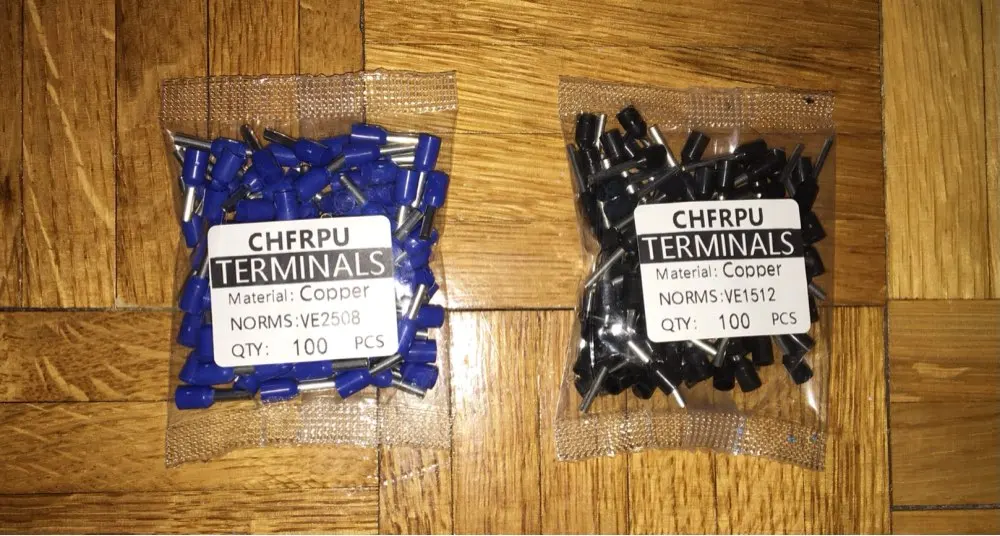 CHFRPU
TERMINALS
Material: Copper
NORMS:VE2508
QTY: 100 PCS
CHFRPU
TERMINALS
Material: Copper
NORMS:VE1512
QTY: 100 PCS